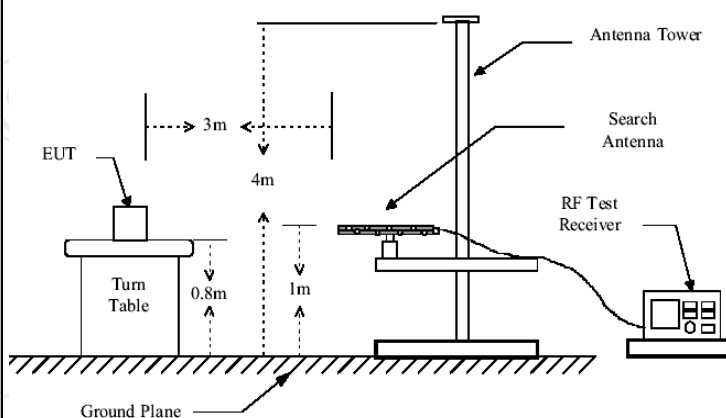 Antenna Tower
3m
Search
Antenna
EUT
4m
RF Test
Receiver
Turn
Table
0.8m
1m
Ground Plane